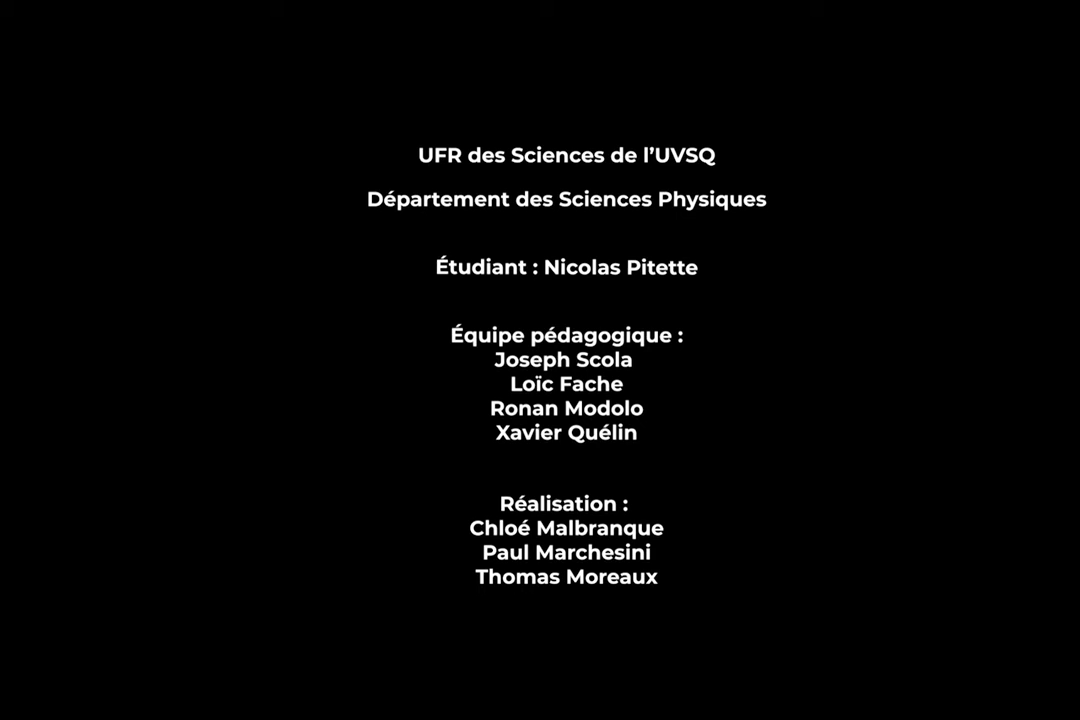 UFR des Sciences de l’UVSQ
Département des Sciences Physiques
Étudiant : Nicolas Pitette
Équipe pédagogique :
Joseph Scola
Loïc Fache
Ronan Modolo
Xavier Quélin
Réalisation :
Chloé Malbranque
Paul Marchesini
Thomas Moreaux